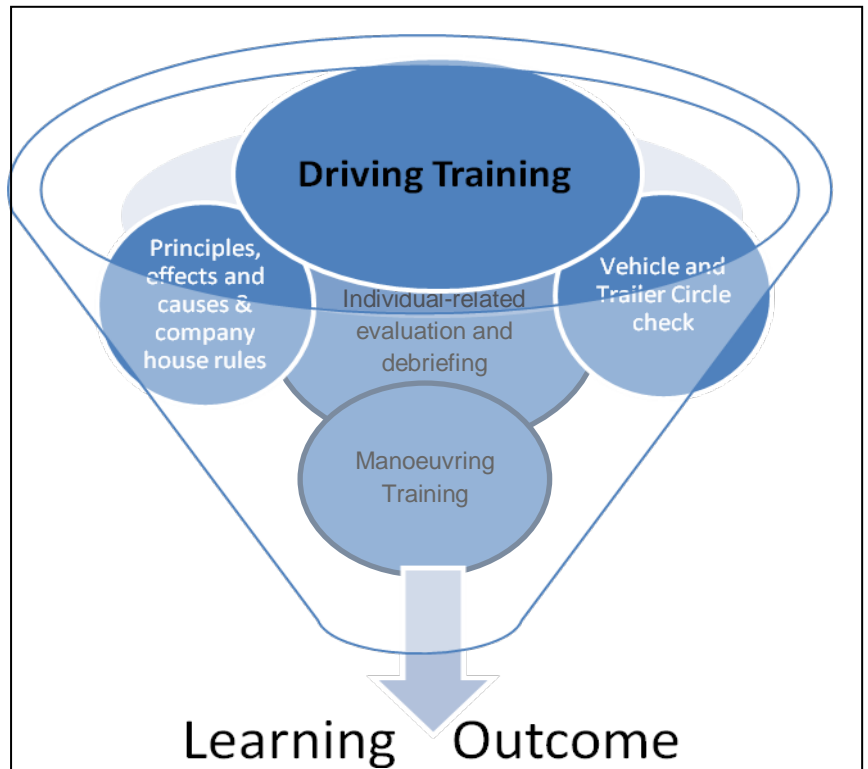 Driving Training
Principles,
effects and
causes &
company
house rules
Individual-related
evaluation and
debriefing
Vehicle and
Trailer Circle
check
Manoeuvring
Training
Learning Outcome